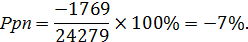 Ppn = −1769/24279 × 100% = −7%.